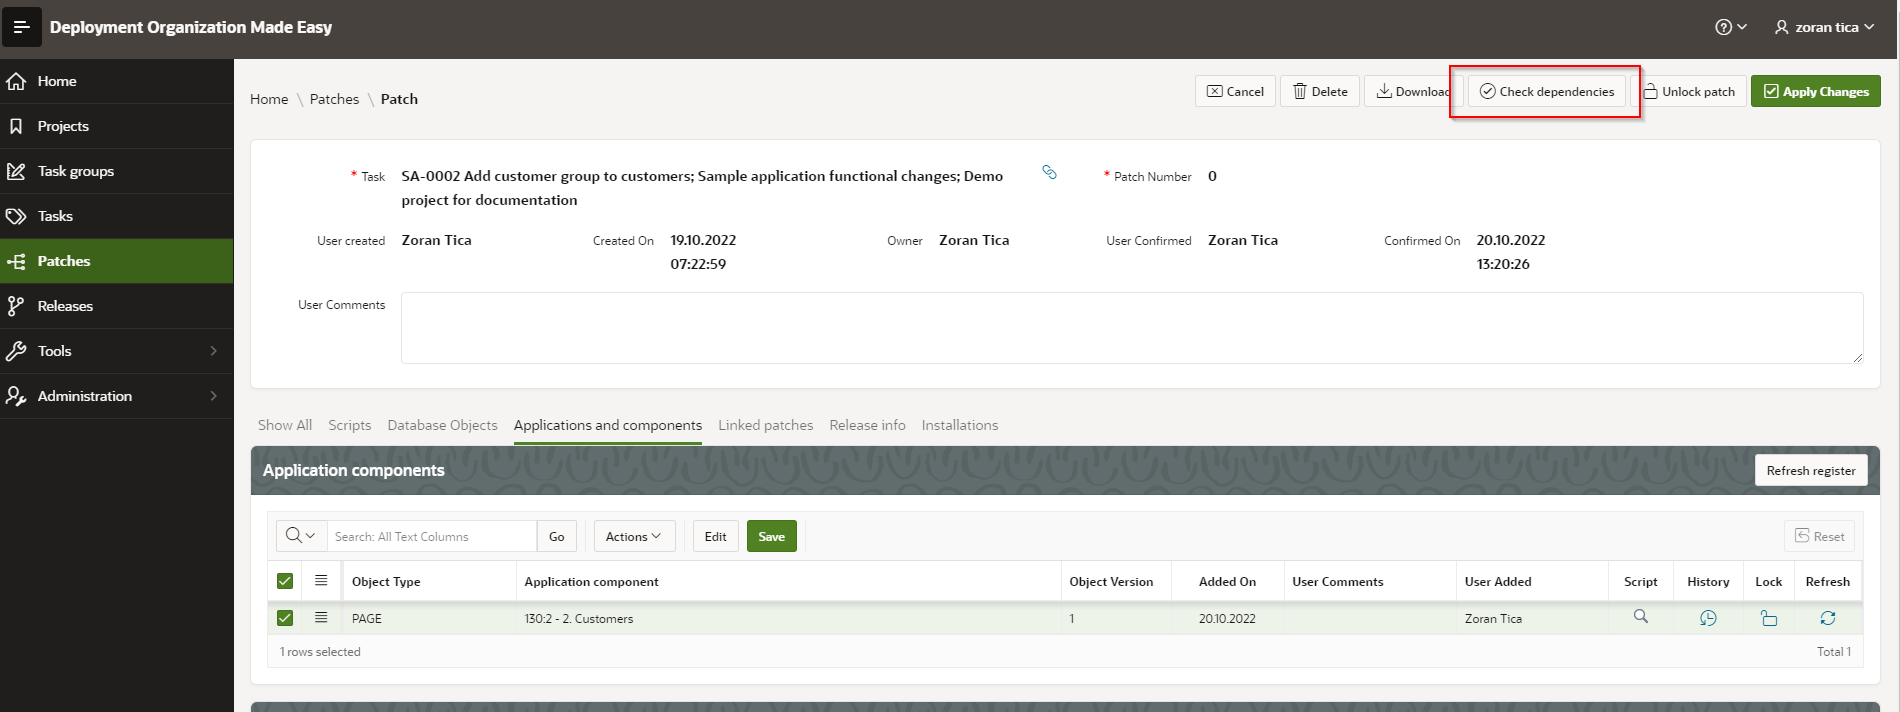 Deployment Organization Made Easy
zoran tica
Home
Projects
Task groups
Tasks
Patches
Releases
Tools
Administration
Home \ Patches \ Patch
Cancel
Delete
Download
Check dependencies
Unlock patch
Apply Changes
* Task
SA-0002 Add customer group to customers; Sample application functional changes; Demo
project for documentation
* Patch Number
0
User created
Zoran Tica
Created On
19.10.2022
07:22:59
Owner
Zoran Tica
User Confirmed
Zoran Tica
Confirmed On
20.10.2022
13:20:26
User Comments
Show All
Scripts
Database Objects
Applications and components
Linked patches
Release info
Installations
Application components
Refresh register
Search: All Text Columns
Go
Actions
Edit
Save
Reset
Object Type
Application component
Object Version
Added On
User Comments
User Added
Script
History
Lock
Refresh
PAGE
130:2 - 2. Customers
1
20.10.2022
Zoran Tica
1 rows selected
Total 1